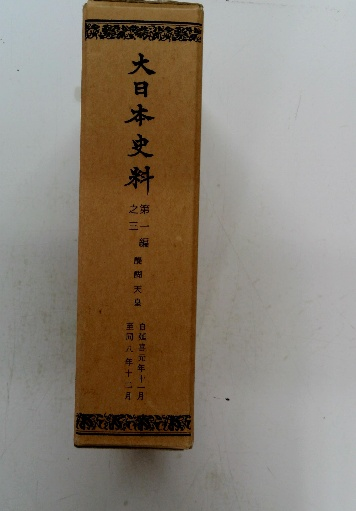 大日本史料
第一編
之三
醍醐天皇
自延喜元年十一月
至同八年十二月